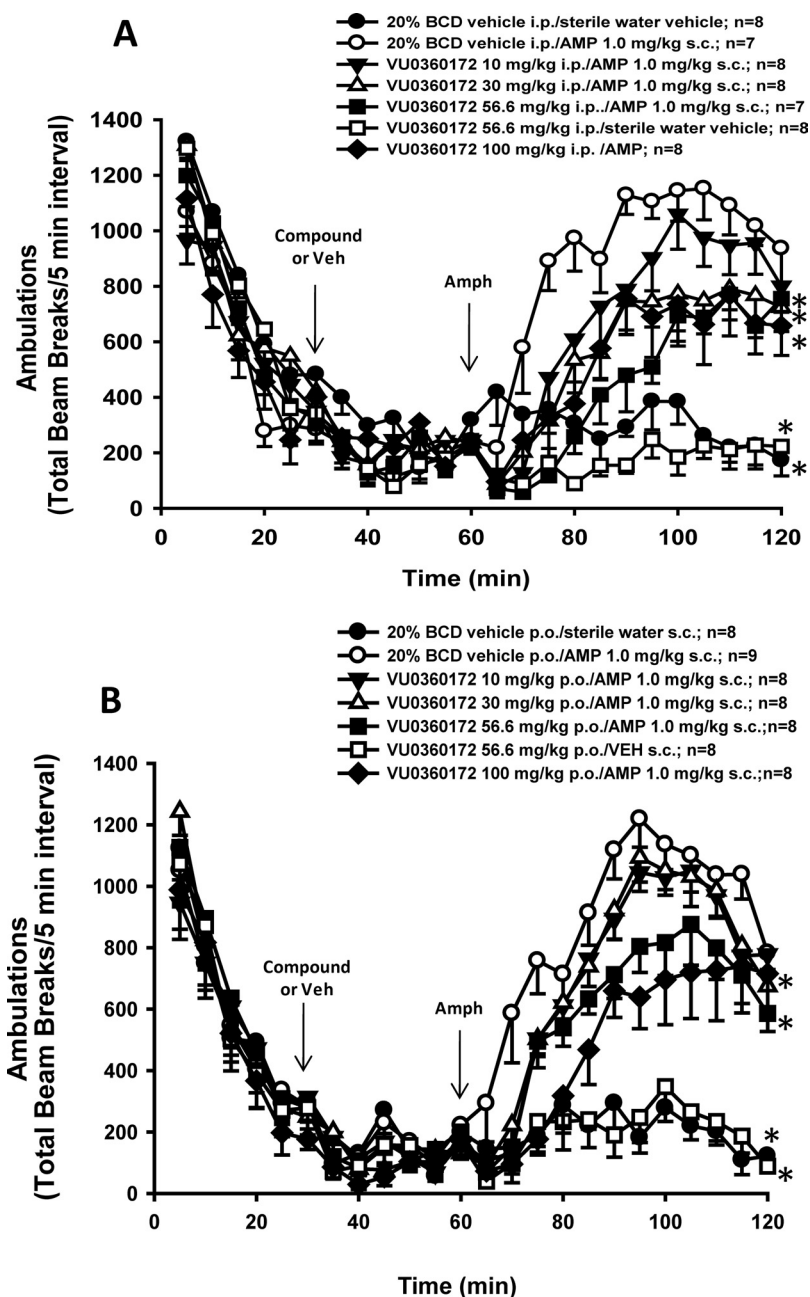 A
20% BCD vehicle i.p./sterile water vehicle; n=8
20% BCD vehicle i.p./AMP 1.0 mg/kg s.c.; n=7
VU0360172 10 mg/kg i.p./AMP 1.0 mg/kg s.c.; n=8
VU0360172 30 mg/kg i.p./AMP 1.0 mg/kg s.c.; n=8
VU0360172 56.6 mg/kg i.p../AMP 1.0 mg/kg s.c.; n=7
VU0360172 56.6 mg/kg i.p./sterile water vehicle; n=8
VU0360172 100 mg/kg i.p. /AMP; n=8
Ambulations
(Total Beam Breaks/5 min interval)
1400
1200
1000
800
600
400
200
0
Compound
or Veh
Amph
*
*
*
*
*
0 20 40 60 80 100 120
Time (min)
B
20% BCD vehicle p.o./sterile water s.c.; n=8
20% BCD vehicle p.o./AMP 1.0 mg/kg s.c.; n=9
VU0360172 10 mg/kg p.o./AMP 1.0 mg/kg s.c.; n=8
VU0360172 30 mg/kg p.o./AMP 1.0 mg/kg s.c.; n=8
VU0360172 56.6 mg/kg p.o./AMP 1.0 mg/kg s.c.;n=8
VU0360172 56.6 mg/kg p.o./VEH s.c.; n=8
VU0360172 100 mg/kg p.o./AMP 1.0 mg/kg s.c.;n=8
Ambulations
(Total Beam Breaks/5 min interval)
1400
1200
1000
800
600
400
200
0
Compound
or Veh
Amph
*
*
*
*
0 20 40 60 80 100 120
Time (min)